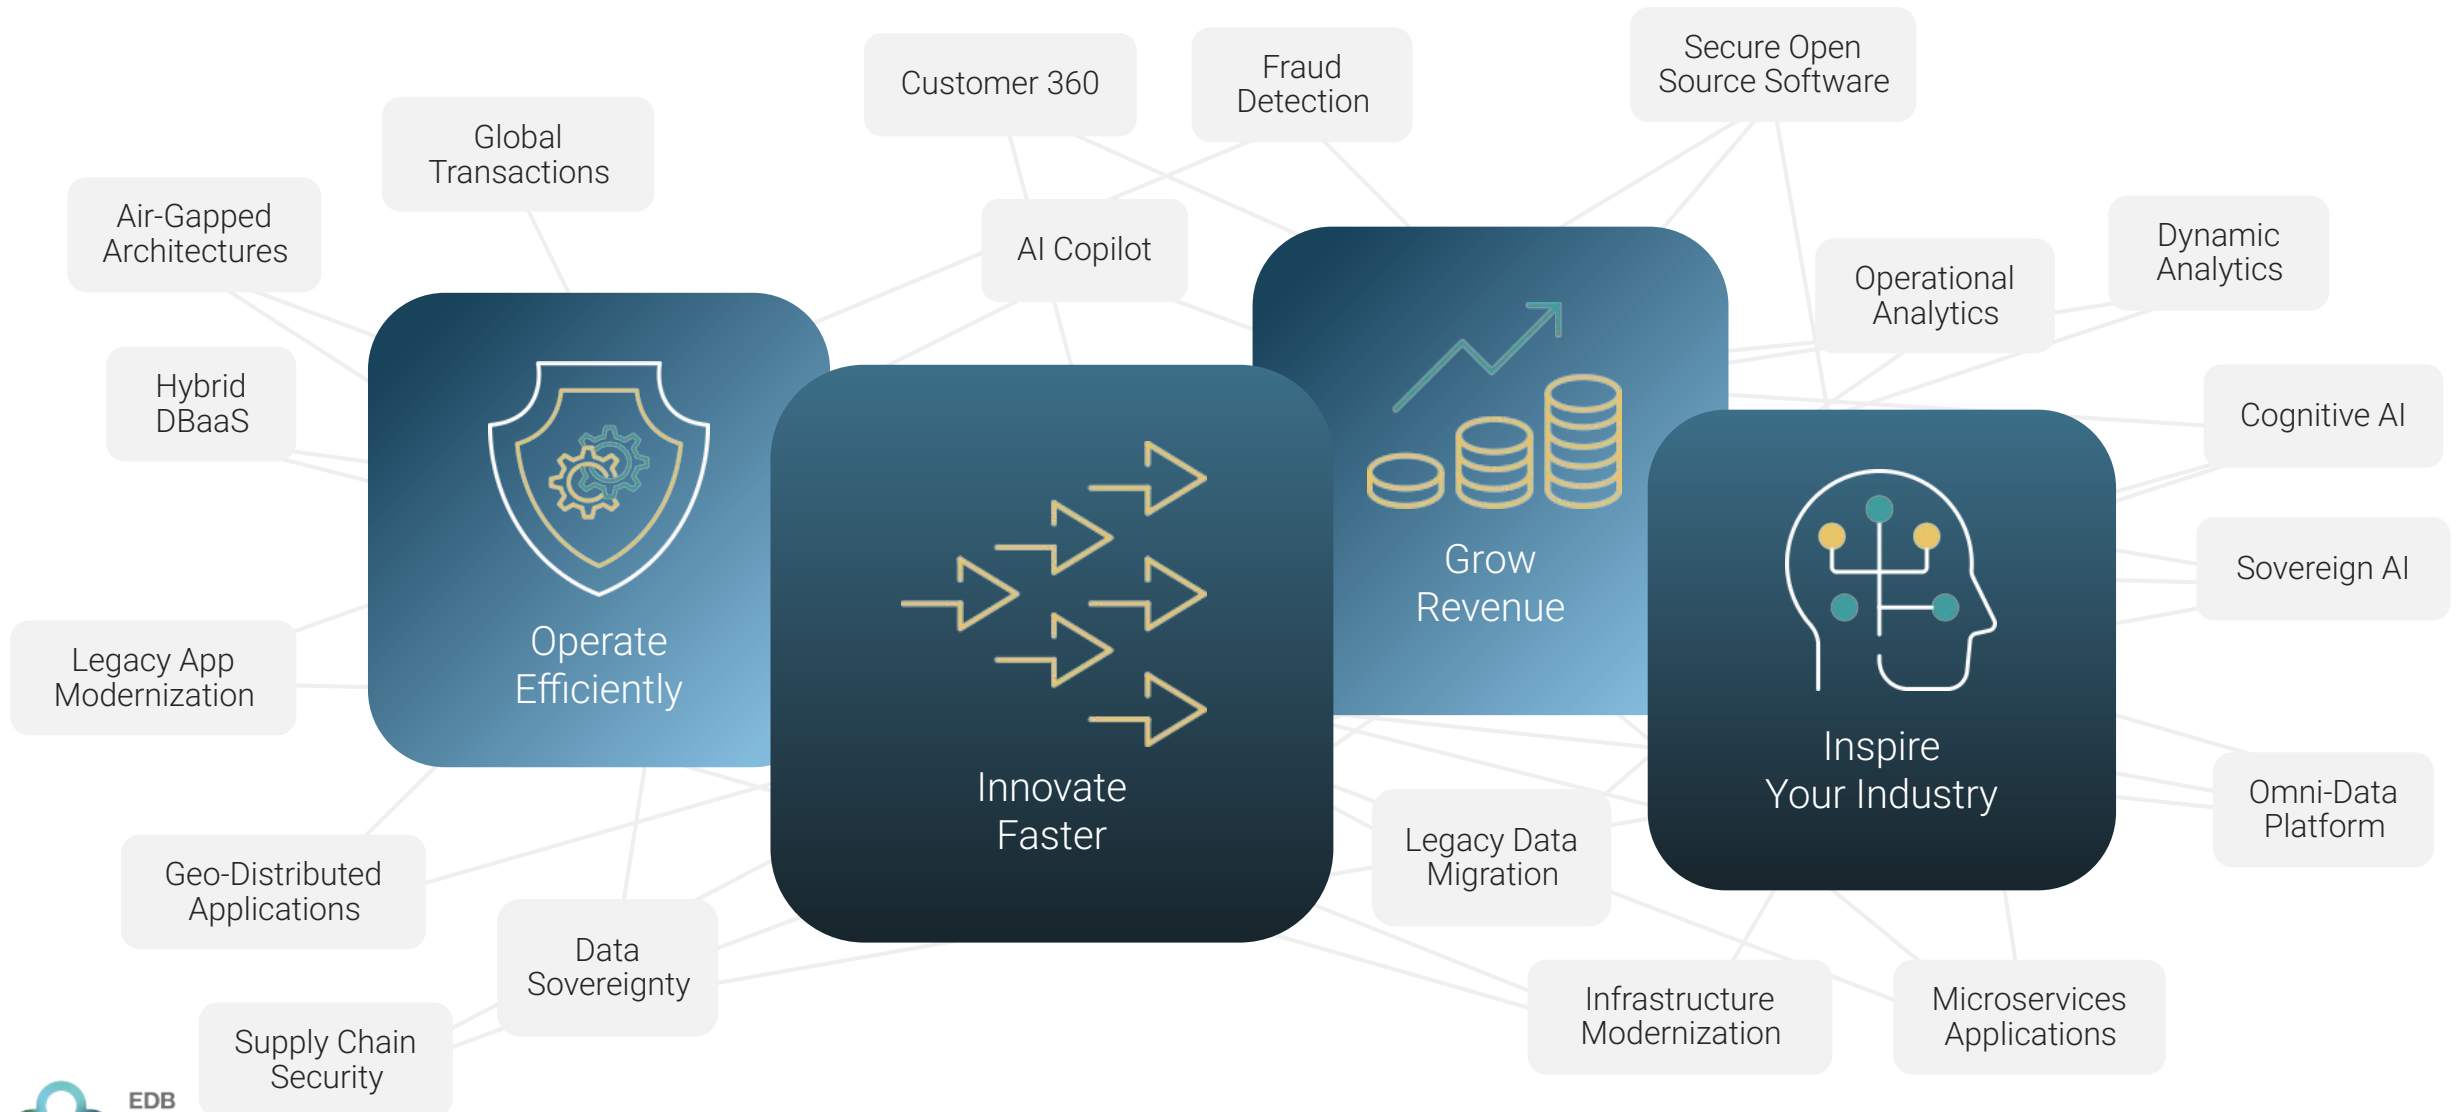 Customer 360
Fraud
Detection
Secure Open
Source Software
Global
Transactions
Air-Gapped
Architectures
AI Copilot
Operational
Analytics
Dynamic
Analytics
Hybrid
DBaaS
Cognitive AI
Sovereign AI
Grow
Revenue
Operate
Efficiently
Legacy App
Modernization
Innovate
Faster
Inspire
Your Industry
Omni-Data
Platform
Legacy Data
Migration
Geo-Distributed
Applications
Data
Sovereignty
Infrastructure
Modernization
Microservices
Applications
Supply Chain
Security
EDB